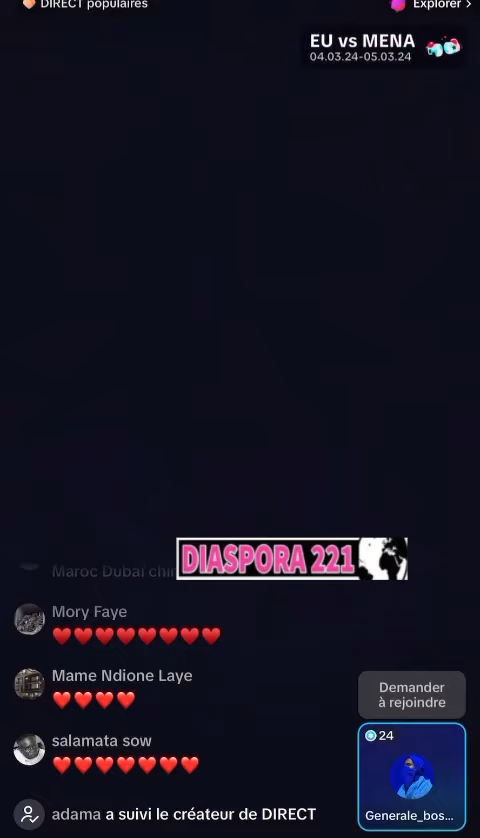 DIRECT populaires
Explorer >
EU vs MENA
04.03.24-05.03.24
DIASPORA 221
Maroc Dubai
Mory Faye
Mame Ndione Laye
Demander
à rejoindre
salamata sow
24
Generale_bos...
adama a suivi le créateur de DIRECT